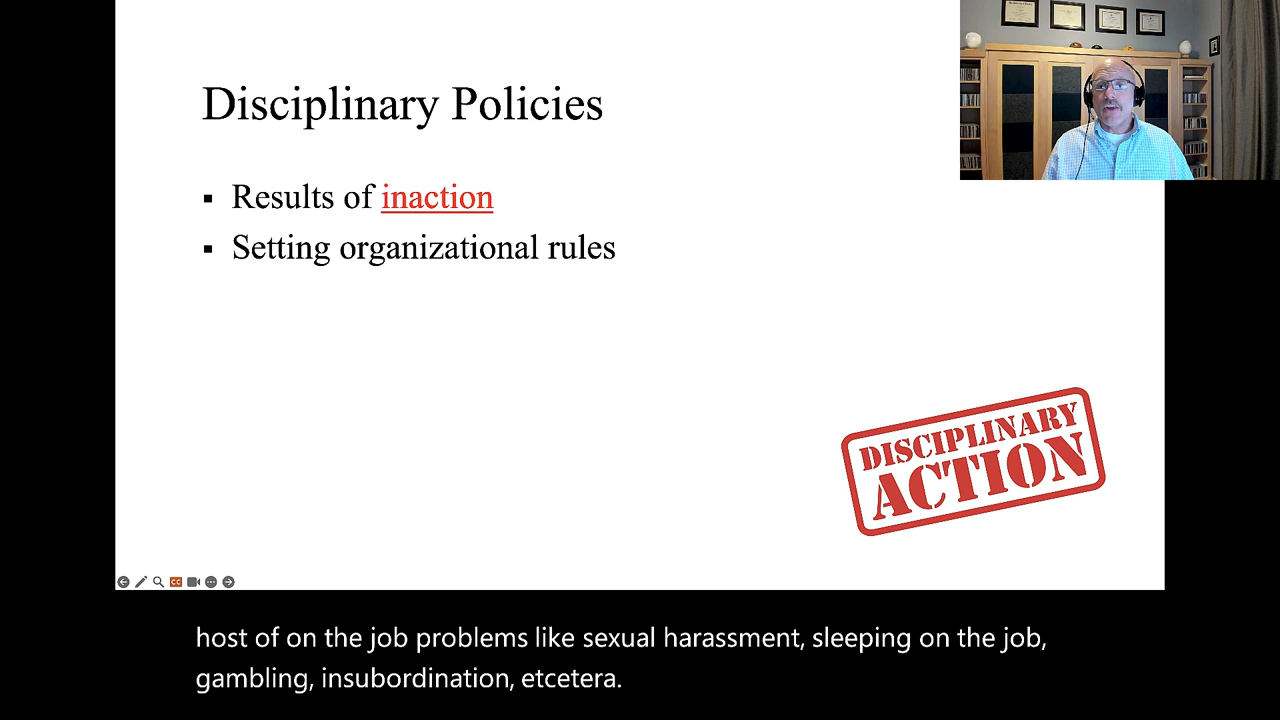 Disciplinary Policies
▪ Results of inaction
▪ Setting organizational rules
DISCIPLINARY
ACTION
CC
host of on the job problems like sexual harassment, sleeping on the job,
gambling, insubordination, etcetera.